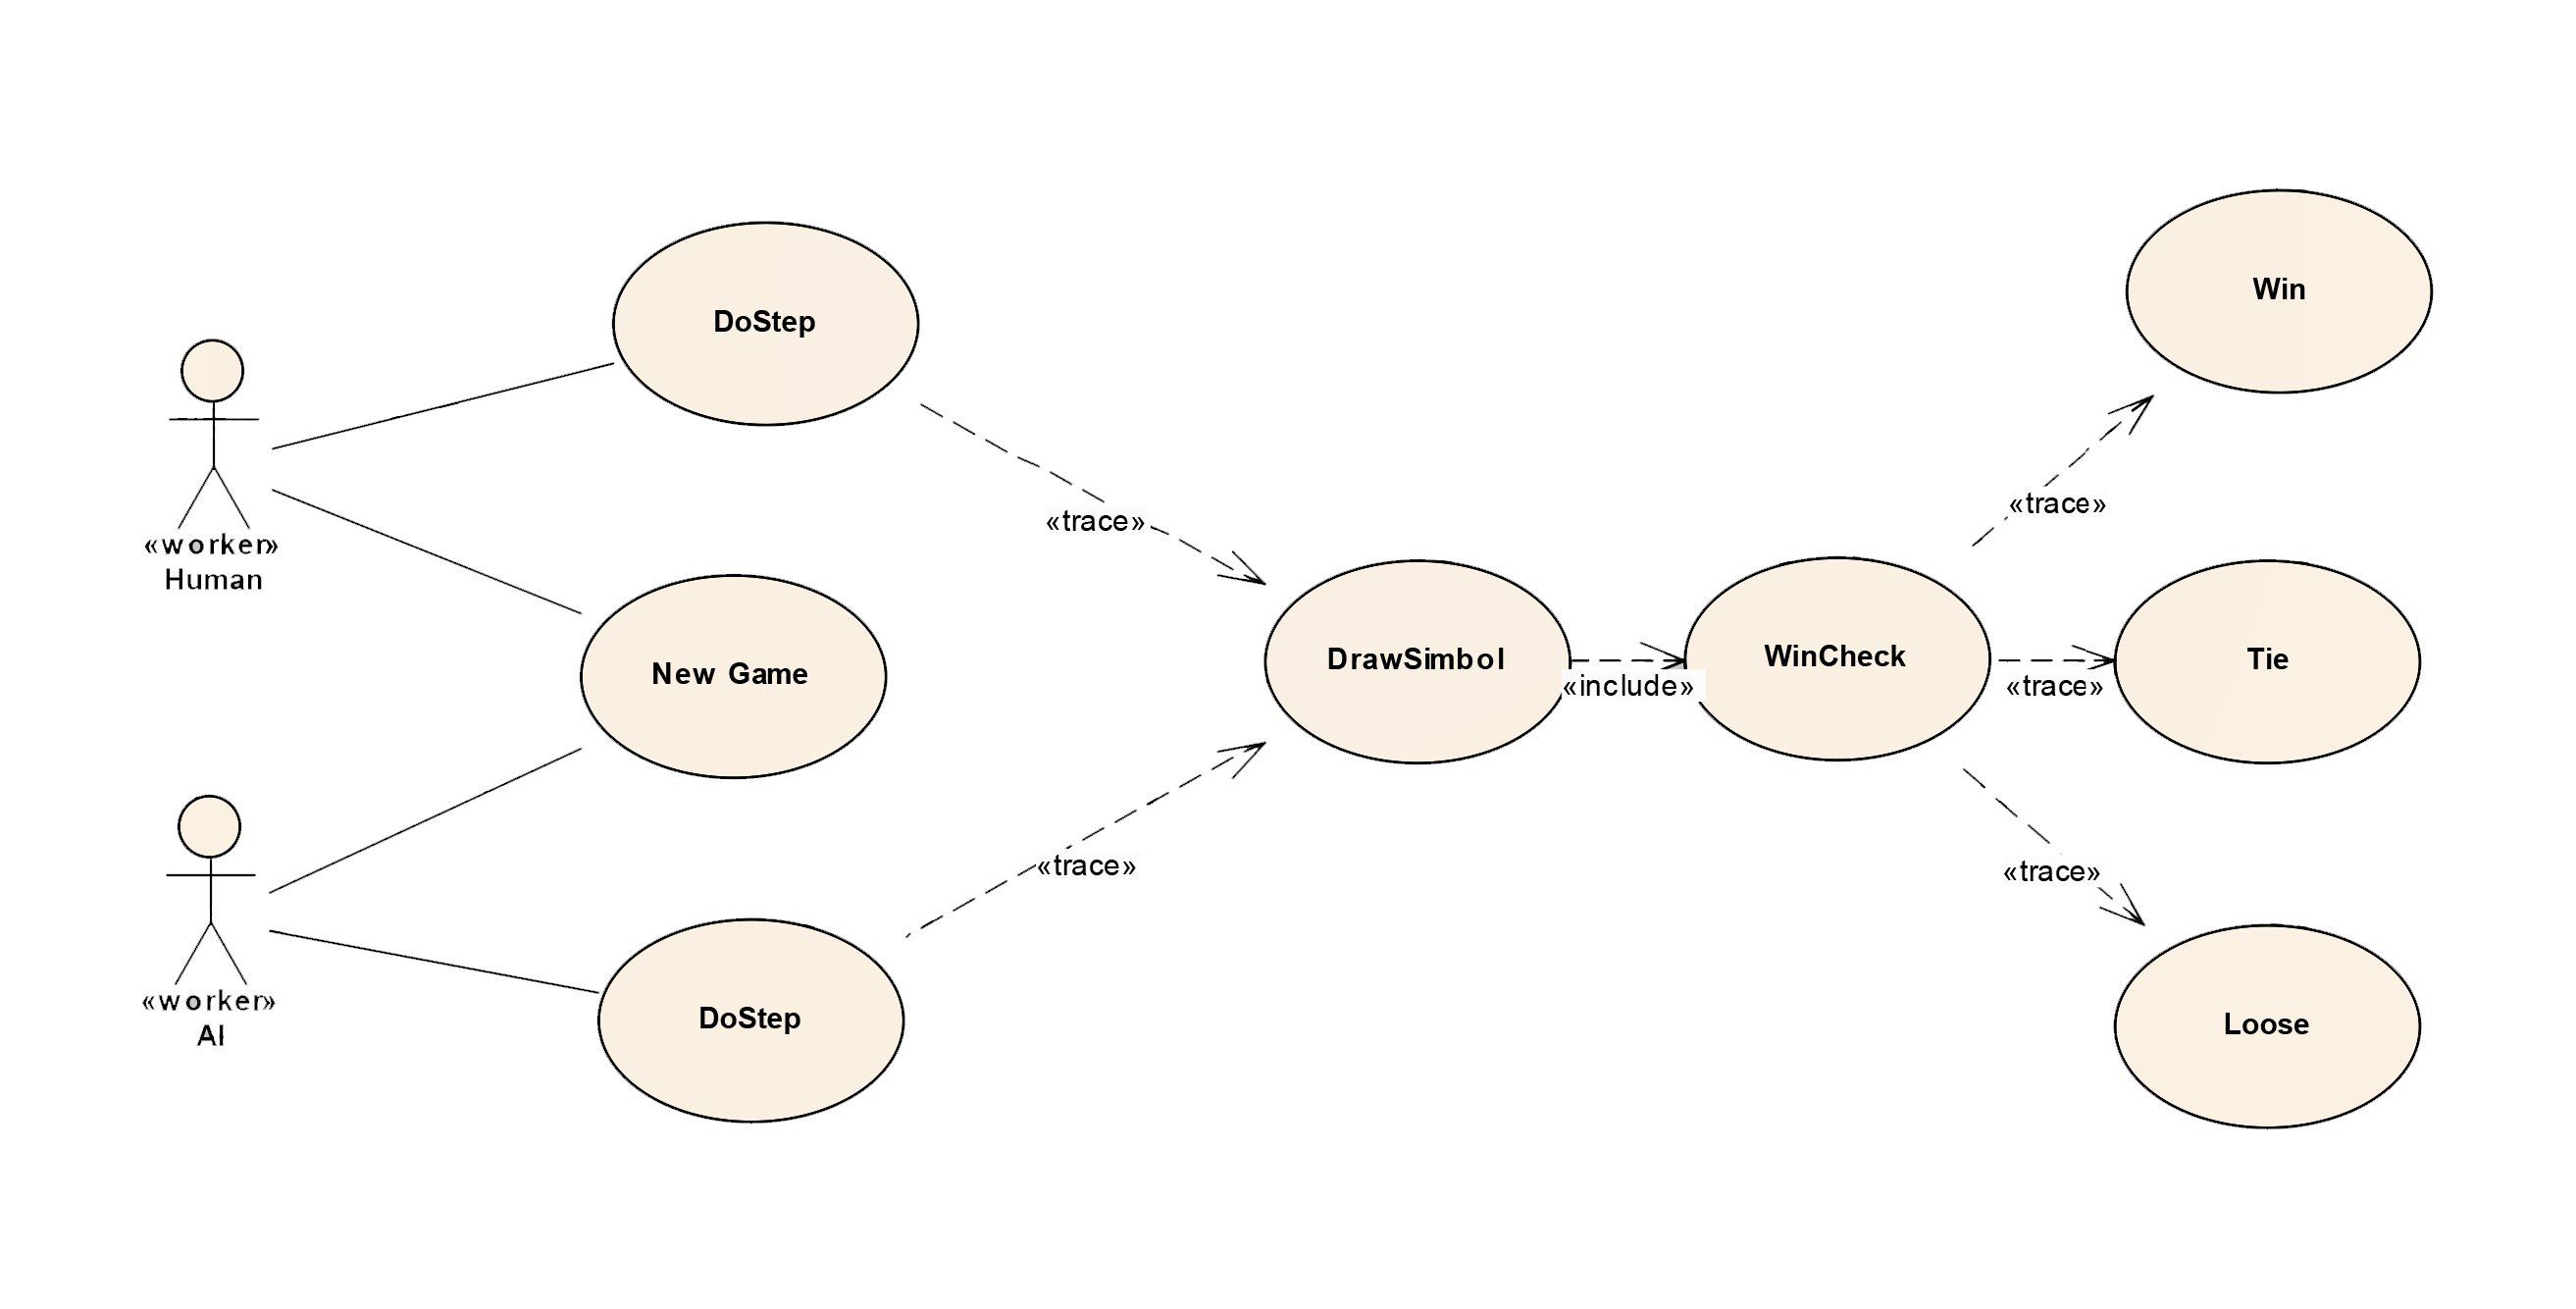 Win
DoStep
«trace»
«trace»
«worker»
Human
New Game
DrawSimbol
WinCheck
Tie
«include»
«trace»
«trace»
«trace»
«worker»
AI
DoStep
Loose